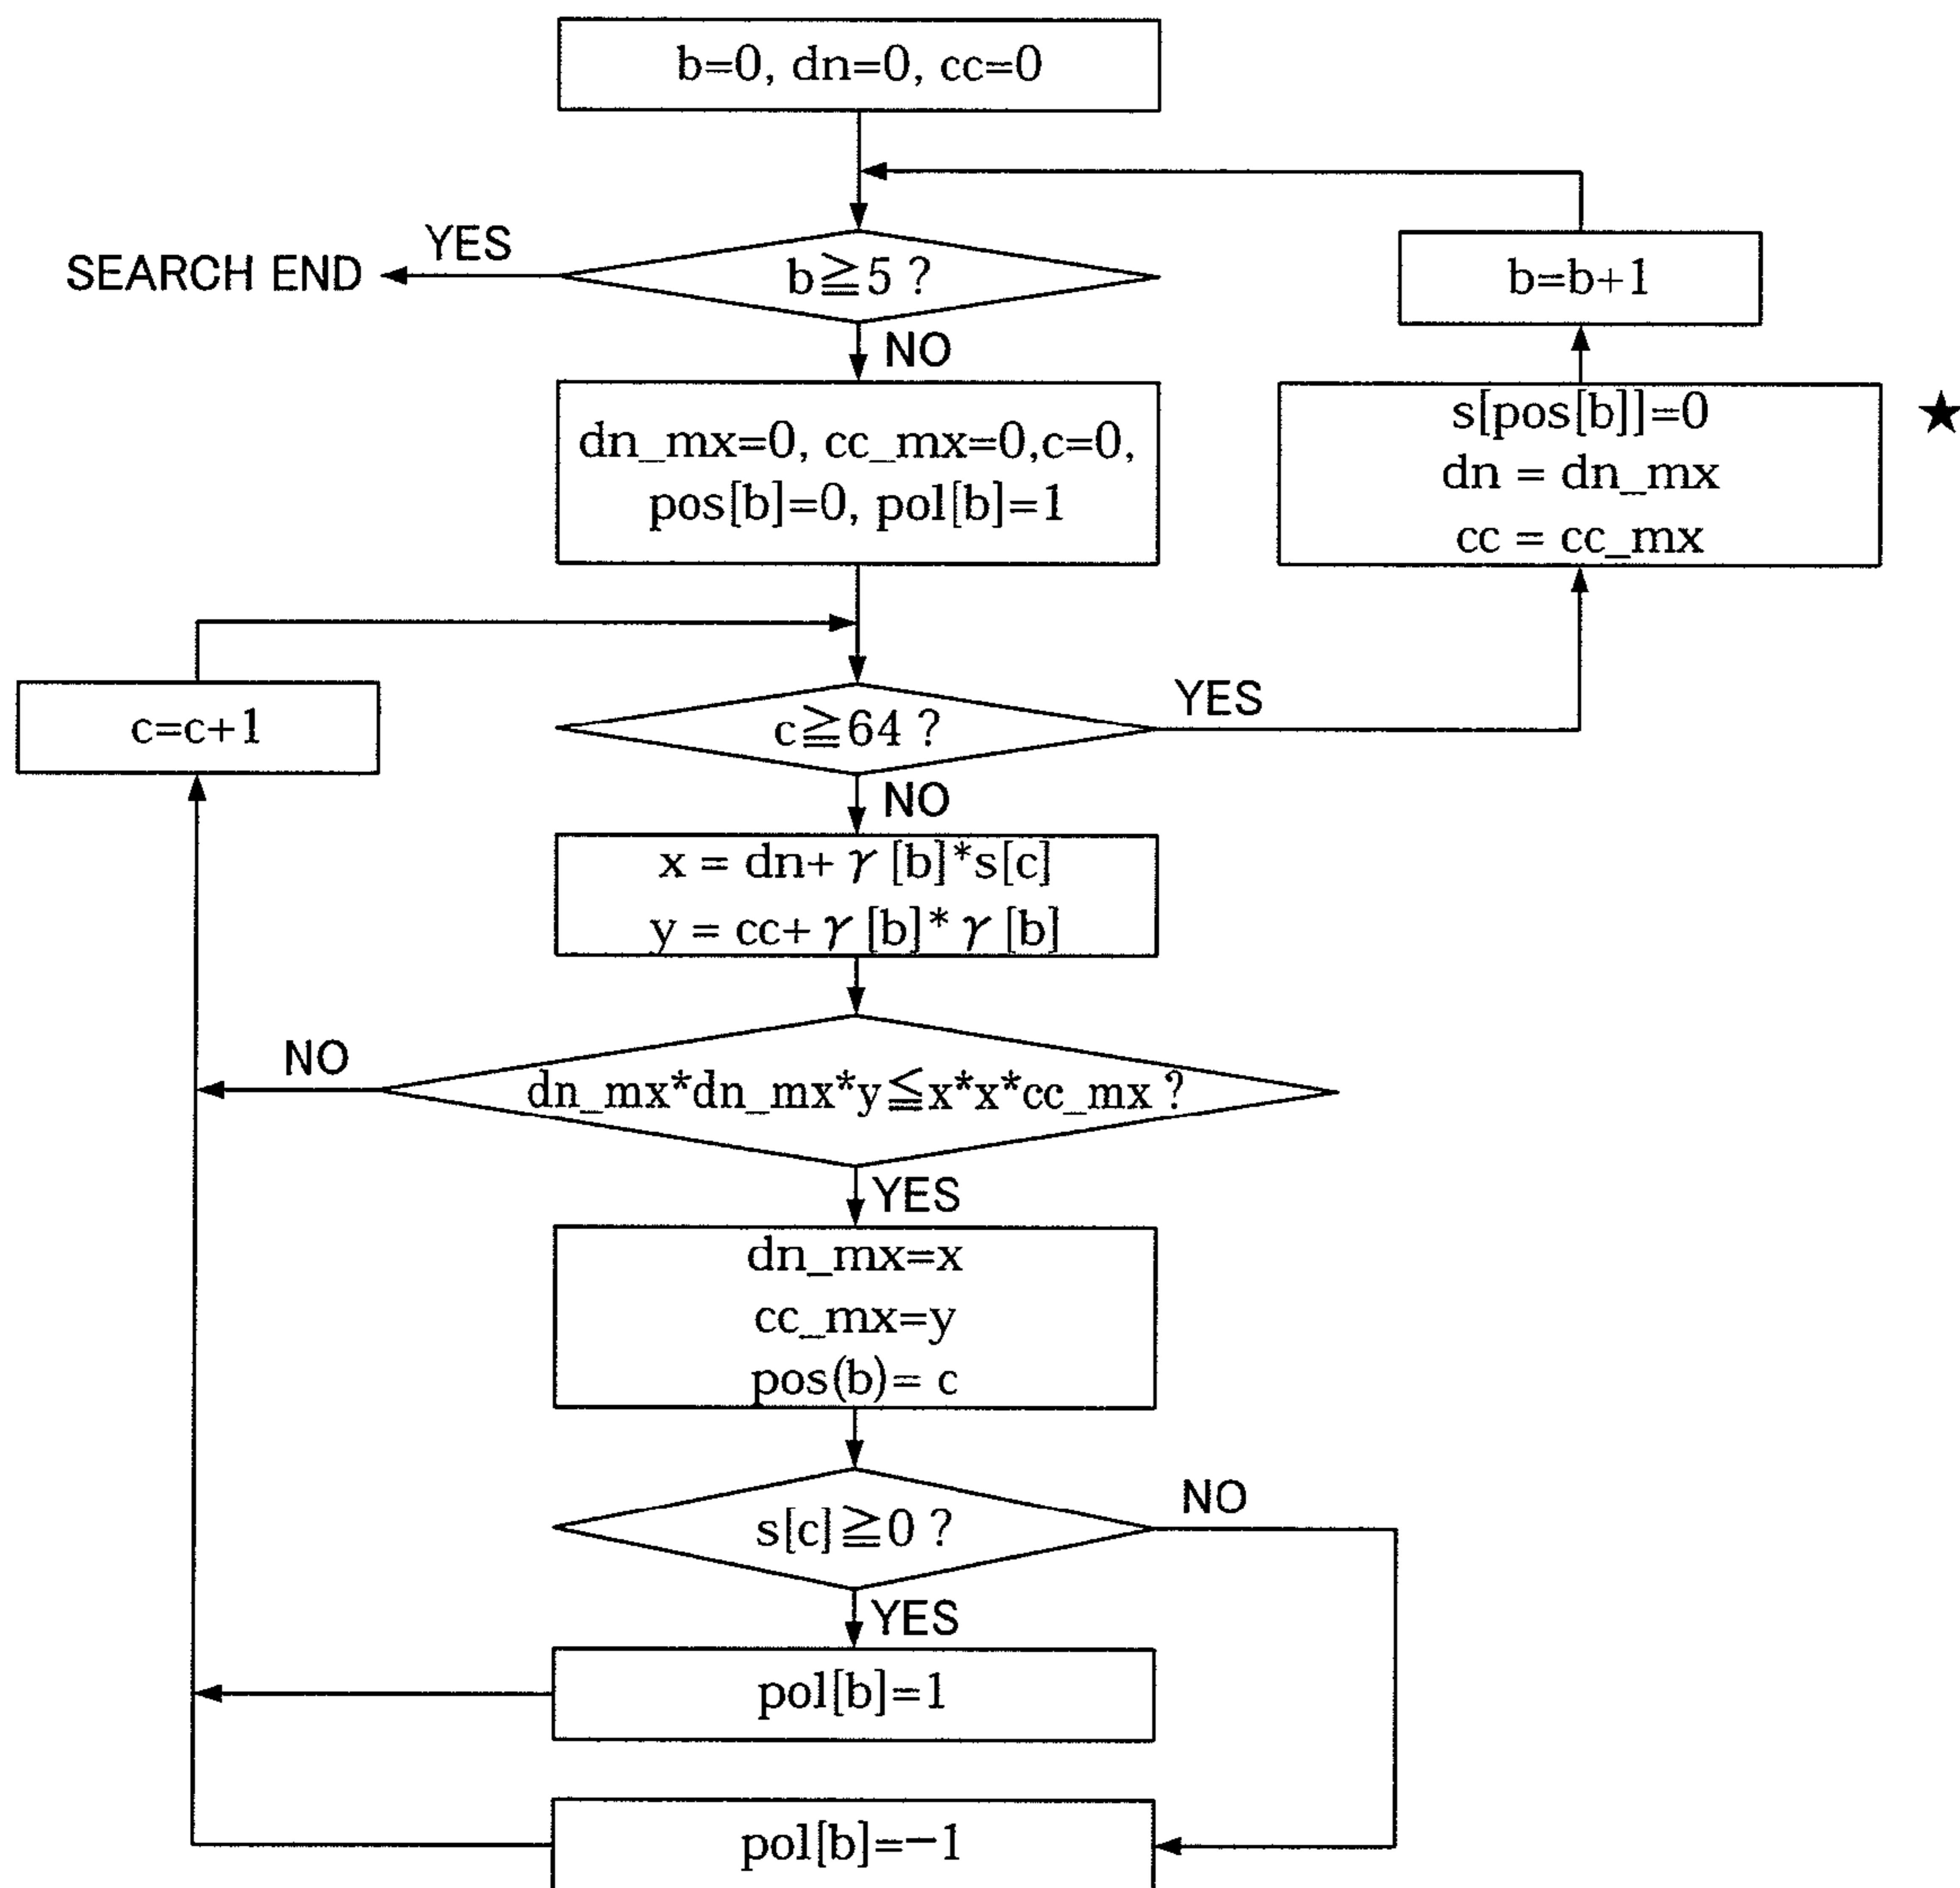 b=0, dn=0, cc=0
YES
SEARCH END
b≧5 ?
b=b+1
NO
dn_mx=0, cc_mx=0,c=0,
pos[b]=0, pol[b]=1
s[pos[b]]=0
dn = dn_mx
cc = cc_mx
★
c=c+1
c≧64 ?
YES
NO
x = dn+ γ [b]*s[c]
y = cc+ γ [b]* γ [b]
NO
dn_mx*dn_mx*y≦x*x*cc_mx ?
YES
dn_mx=x
cc_mx=y
pos(b)= c
s[c]≧0 ?
NO
YES
pol[b]=1
pol[b]=−1